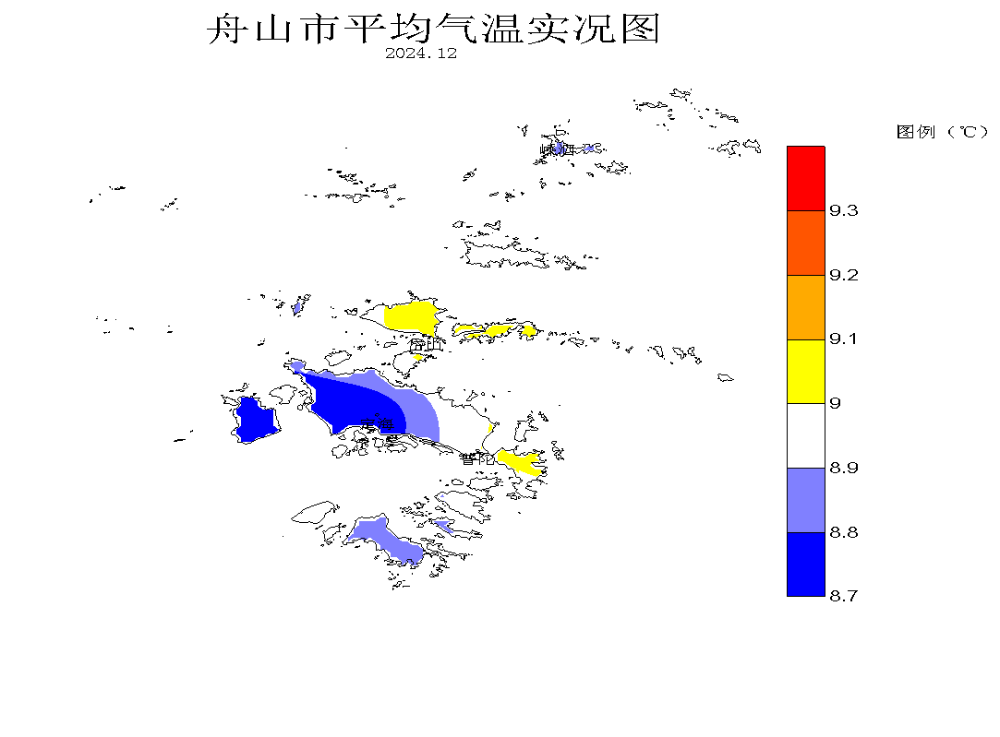 舟山市平均气温实况图
2024.12
图例（℃）
嵊泗
9.3
9.2
9.1
岱山
9
定海
普陀
8.9
8.8
8.7